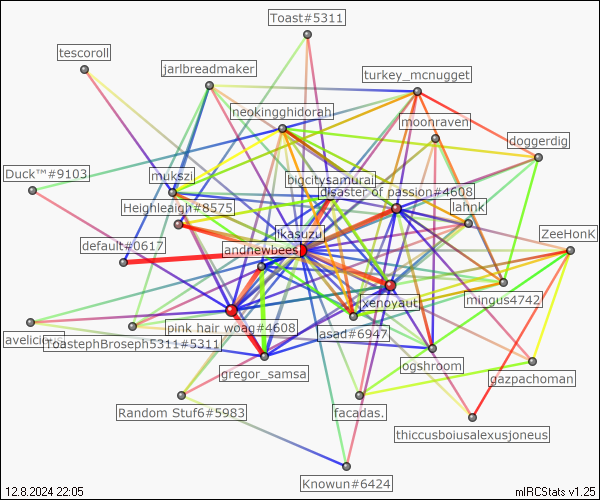 Toast#5311
tescoroll
jarlbreadmaker
turkey_mcnugget
neokingghidorah
moonraven
doggerdig
Duck™#9103
mukszi
bigcitysamurai
disaster of passion#4608
Heighleaigh#8575
lahnk
ikasuzu
ZeeHonK
default#0617
andnewbees
xenoyaut
mingus4742
pink hair woag#4608
asad#6947
ToastephBroseph5311#5311
ogshroom
gregor_samsa
gazpachoman
Random Stuf6#5983
facadas.
thiccusboiusalexusjoneus
Knowun#6424
12.8.2024 22:05
mIRCStats v1.25